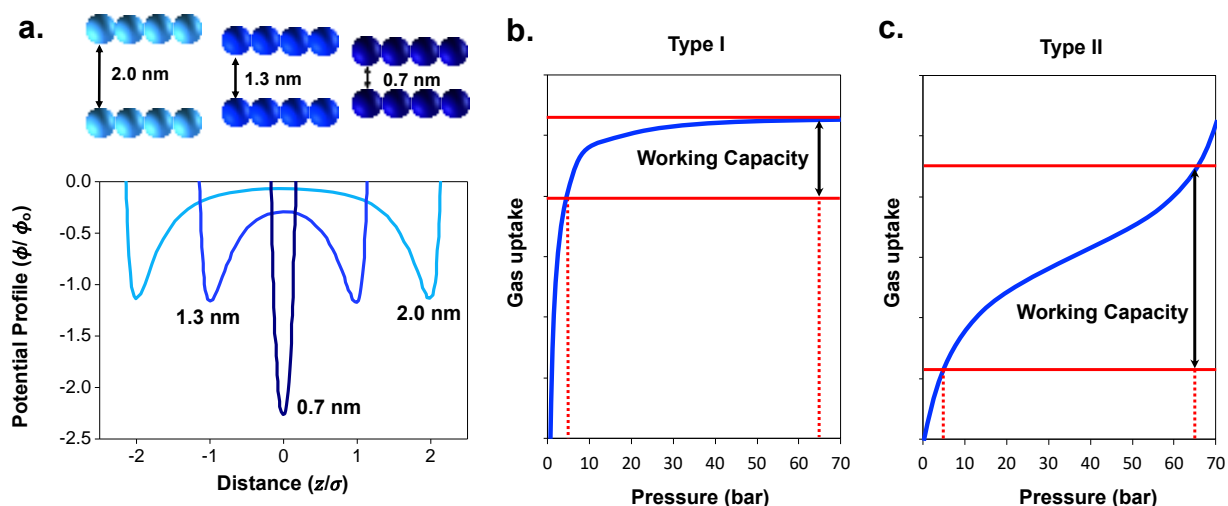 a.
2.0 nm
1.3 nm
0.7 nm
0.0
-0.5
-1.0
-1.5
-2.0
-2.5
Potential Profile (ϕ/ ϕo)
1.3 nm
2.0 nm
0.7 nm
-2 -1 0 1 2
Distance (z/σ)
b.
Type I
Gas uptake
Working Capacity
0 10 20 30 40 50 60 70
Pressure (bar)
c.
Type II
Gas uptake
Working Capacity
0 10 20 30 40 50 60 70
Pressure (bar)